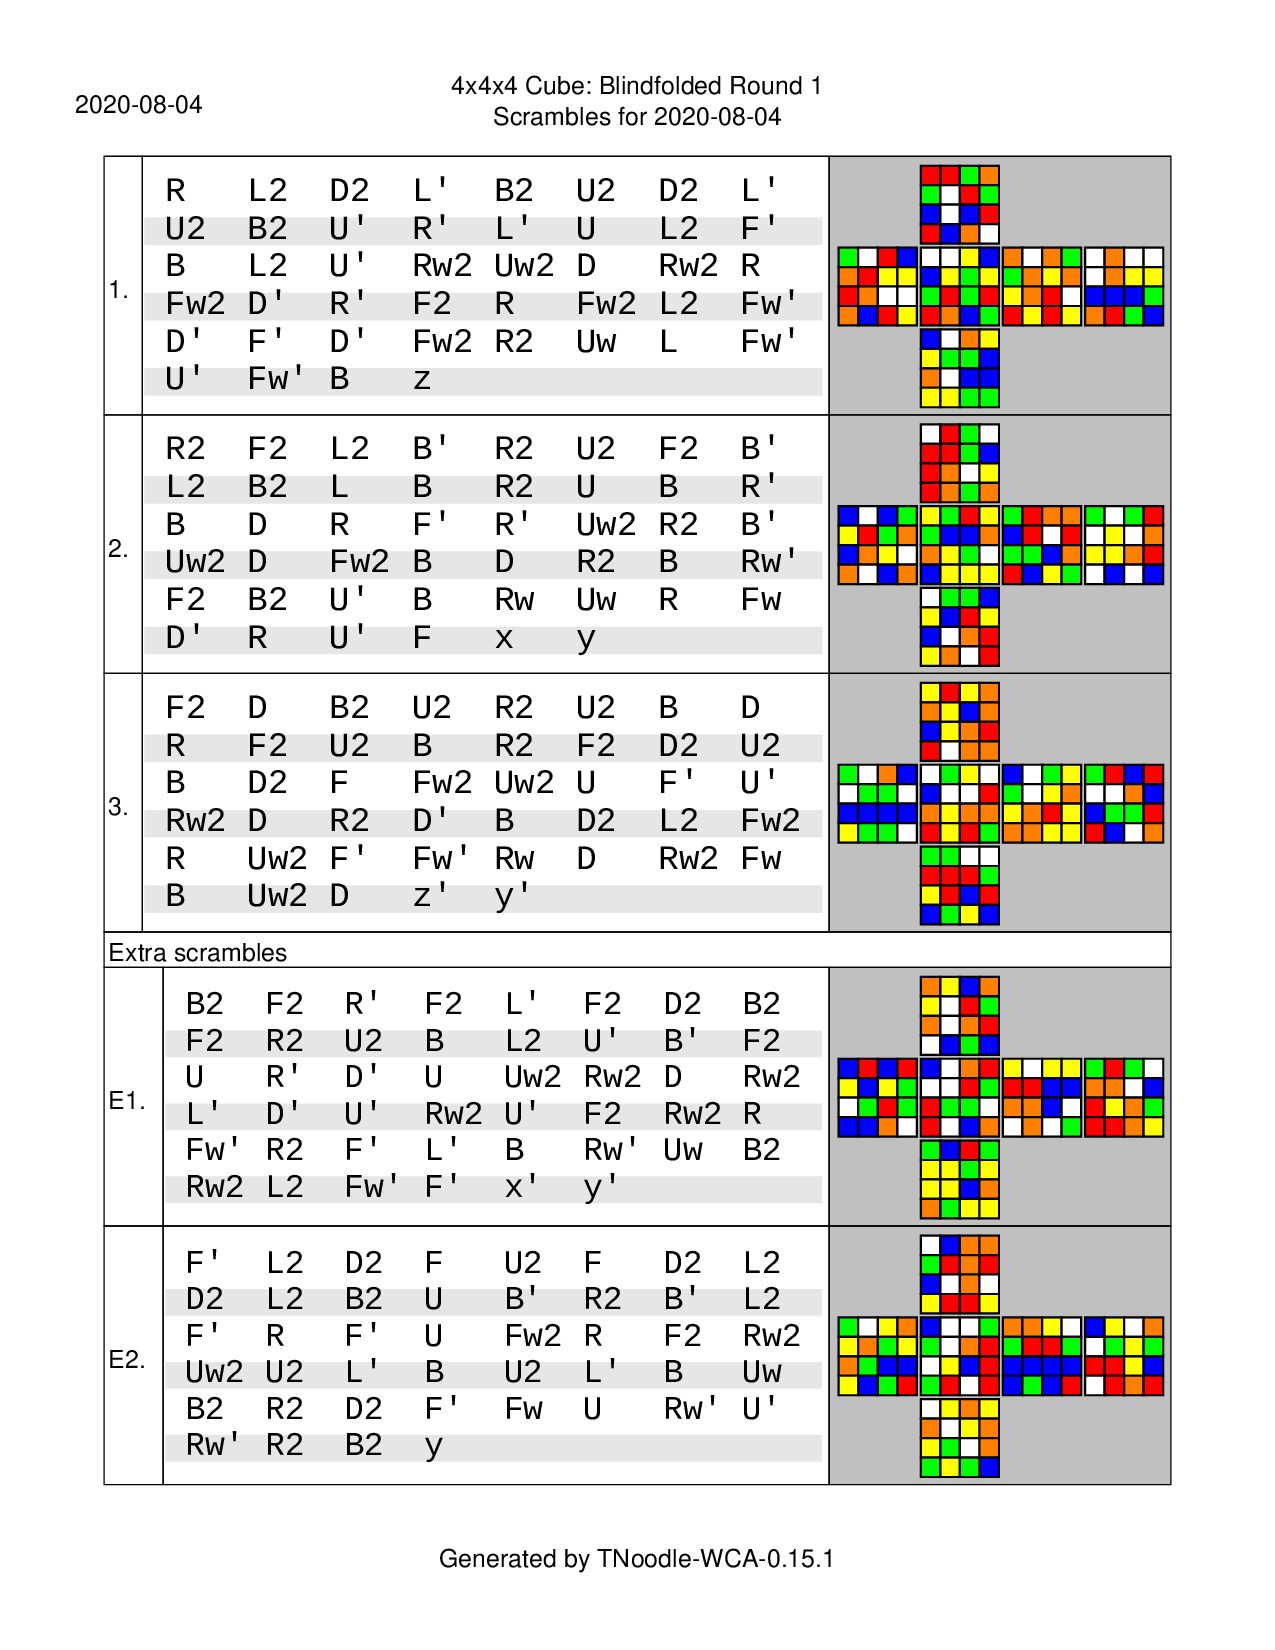 4x4x4 Cube: Blindfolded Round 1
2020-08-04
Scrambles for 2020-08-04
1.
R L2 D2 L' B2 U2 D2 L'
U2 B2 U' R' L' U L2 F'
B L2 U' Rw2 Uw2 D Rw2 R
Fw2 D' R' F2 R Fw2 L2 Fw'
D' F' D' Fw2 R2 Uw L Fw'
U' Fw' B z
2.
R2 F2 L2 B' R2 U2 F2 B'
L2 B2 L B R2 U B R'
B D R F' R' Uw2 R2 B'
Uw2 D Fw2 B D R2 B Rw'
F2 B2 U' B Rw Uw R Fw
D' R U' F x y
3.
F2 D B2 U2 R2 U2 B D
R F2 U2 B R2 F2 D2 U2
B D2 F Fw2 Uw2 U F' U'
Rw2 D R2 D' B D2 L2 Fw2
R Uw2 F' Fw' Rw D Rw2 Fw
B Uw2 D z' y'
Extra scrambles
E1.
B2 F2 R' F2 L' F2 D2 B2
F2 R2 U2 B L2 U' B' F2
U R' D' U Uw2 Rw2 D Rw2
L' D' U' Rw2 U' F2 Rw2 R
Fw' R2 F' L' B Rw' Uw B2
Rw2 L2 Fw' F' x' y'
E2.
F' L2 D2 F U2 F D2 L2
D2 L2 B2 U B' R2 B' L2
F' R F' U Fw2 R F2 Rw2
Uw2 U2 L' B U2 L' B Uw
B2 R2 D2 F' Fw U Rw' U'
Rw' R2 B2 y
Generated by TNoodle-WCA-0.15.1